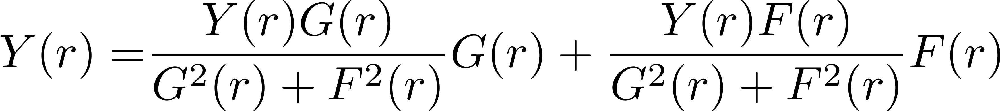 Y(r) = \frac{Y(r)G(r)}{G^2(r) + F^2(r)} G(r) + \frac{Y(r)F(r)}{G^2(r) + F^2(r)} F(r)